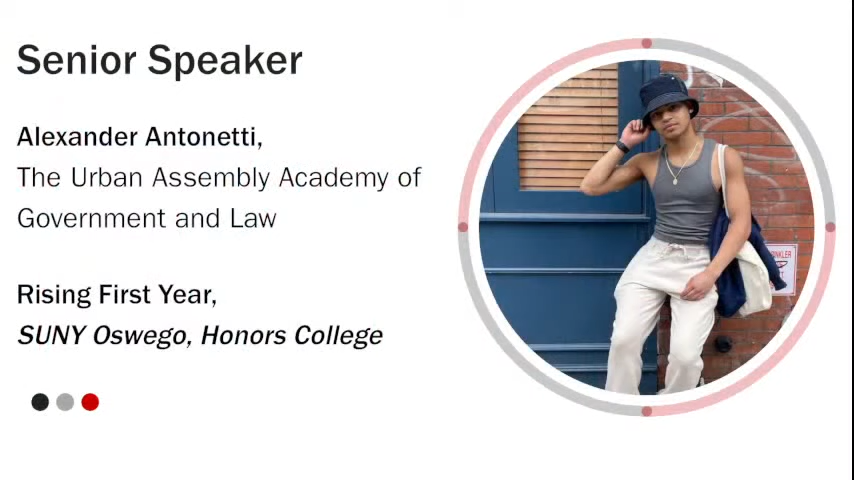 Senior Speaker
Alexander Antonetti,
The Urban Assembly Academy of
Government and Law
Rising First Year,
SUNY Oswego, Honors College